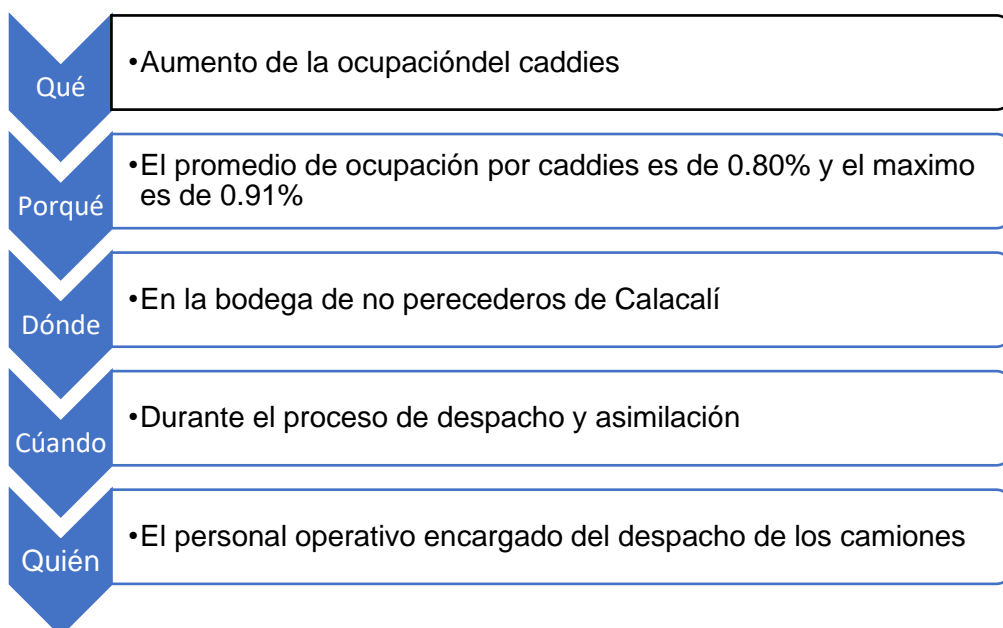 Qué
•Aumento de la ocupacióndel caddies
Porqué
•El promedio de ocupación por caddies es de 0.80% y el maximo
es de 0.91%
Dónde
•En la bodega de no perecederos de Calacalí
Cúando
•Durante el proceso de despacho y asimilación
Quién
•El personal operativo encargado del despacho de los camiones